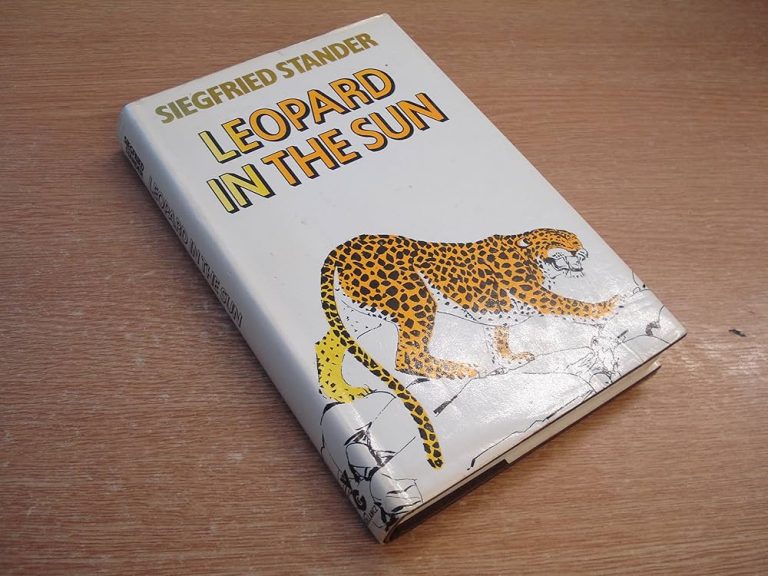 SIEGFRIED STANDER
LEOPARD
IN THE SUN
LEOPARD IN THE SUN